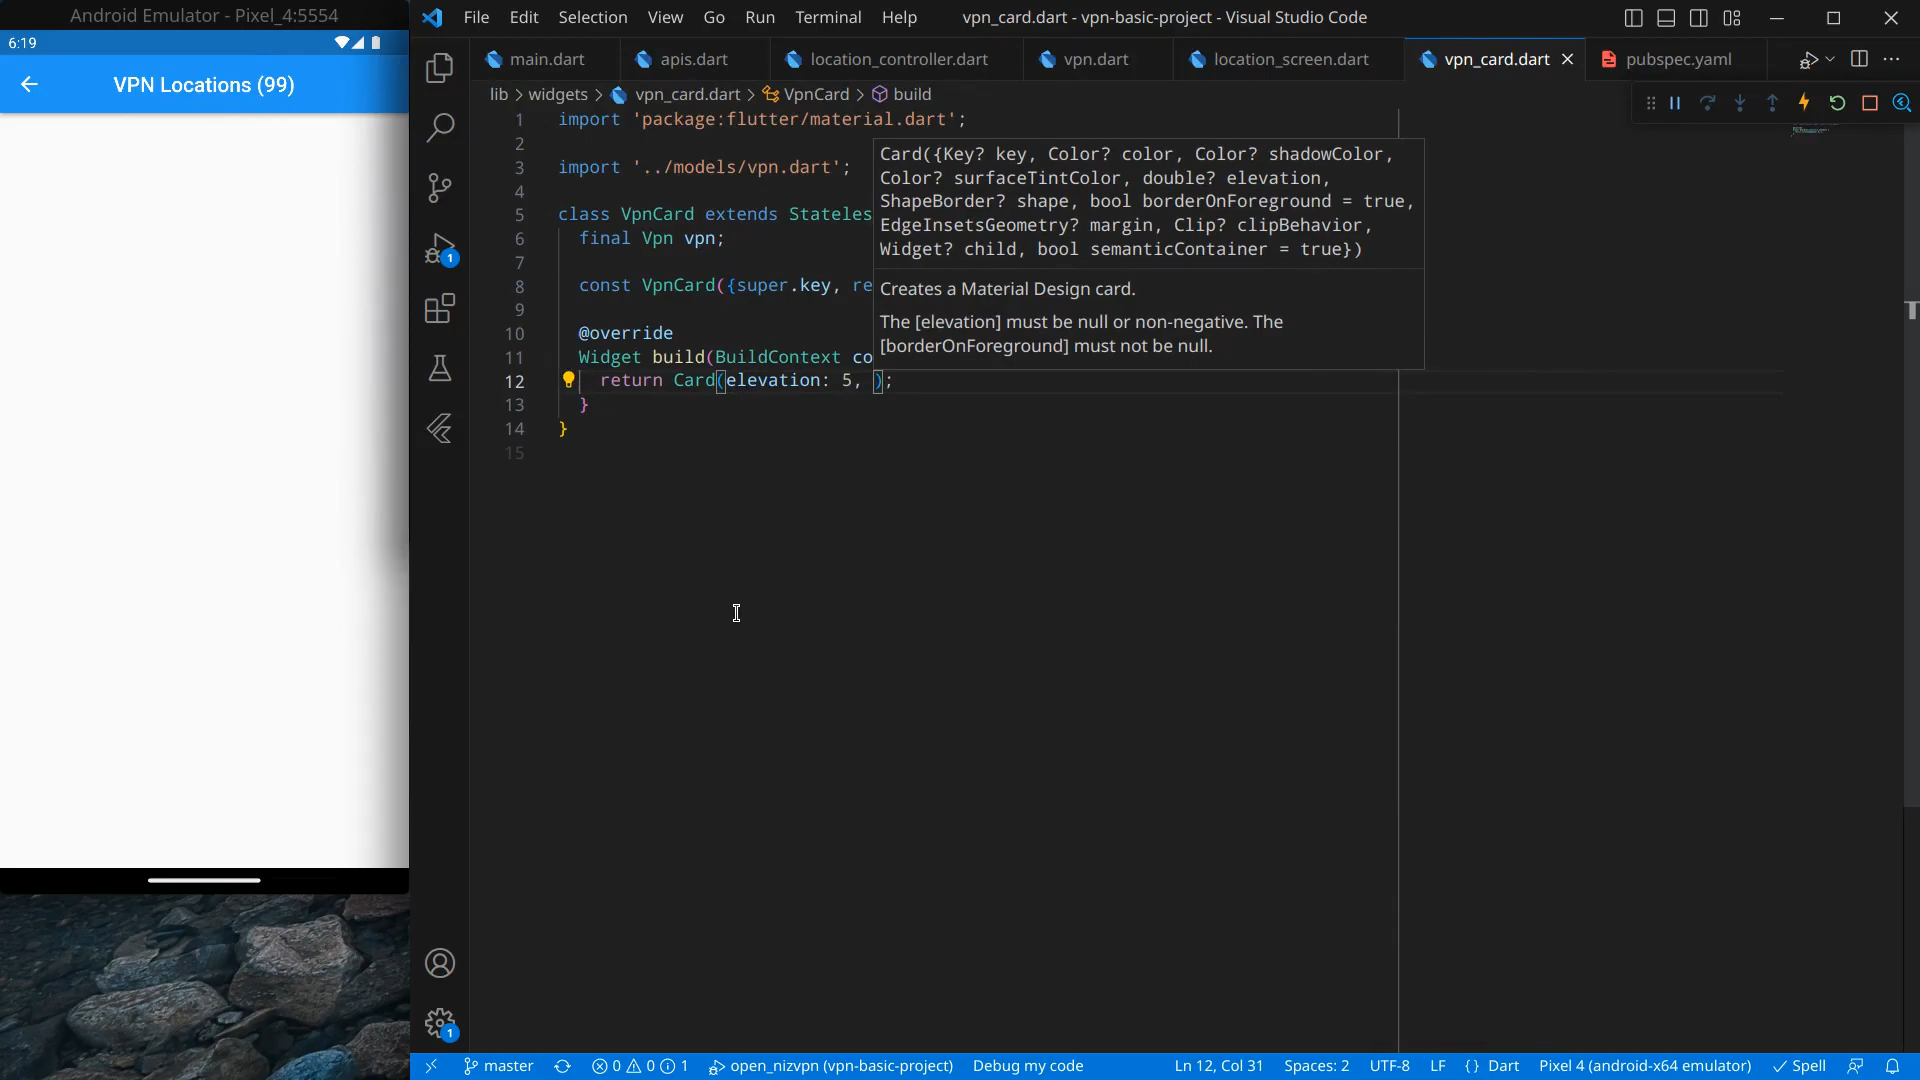 Android Emulator - Pixel_4:5554
6:19
VPN Locations (99)
File Edit Selection View Go Run Terminal Help
vpn_card.dart - vpn-basic-project - Visual Studio Code
main.dart apis.dart location_controller.dart vpn.dart location_screen.dart vpn_card.dart pubspec.yaml
lib > widgets > vpn_card.dart > VpnCard > build
1 import 'package:flutter/material.dart';
2
3 import '../models/vpn.dart';
4
5 class VpnCard extends Stateles
6 final Vpn vpn;
7
8 const VpnCard({super.key, re
9
10 @override
11 Widget build(BuildContext co
12 return Card(elevation: 5, );
13 }
14 }
15
Card({Key? key, Color? color, Color? shadowColor,
Color? surfaceTintColor, double? elevation,
ShapeBorder? shape, bool borderOnForeground = true,
EdgeInsetsGeometry? margin, Clip? clipBehavior,
Widget? child, bool semanticContainer = true})
Creates a Material Design card.
The [elevation] must be null or non-negative. The
[borderOnForeground] must not be null.
1
1
master 0 0 1 open_nizvpn (vpn-basic-project) Debug my code Ln 12, Col 31 Spaces: 2 UTF-8 LF {} Dart Pixel 4 (android-x64 emulator) Spell